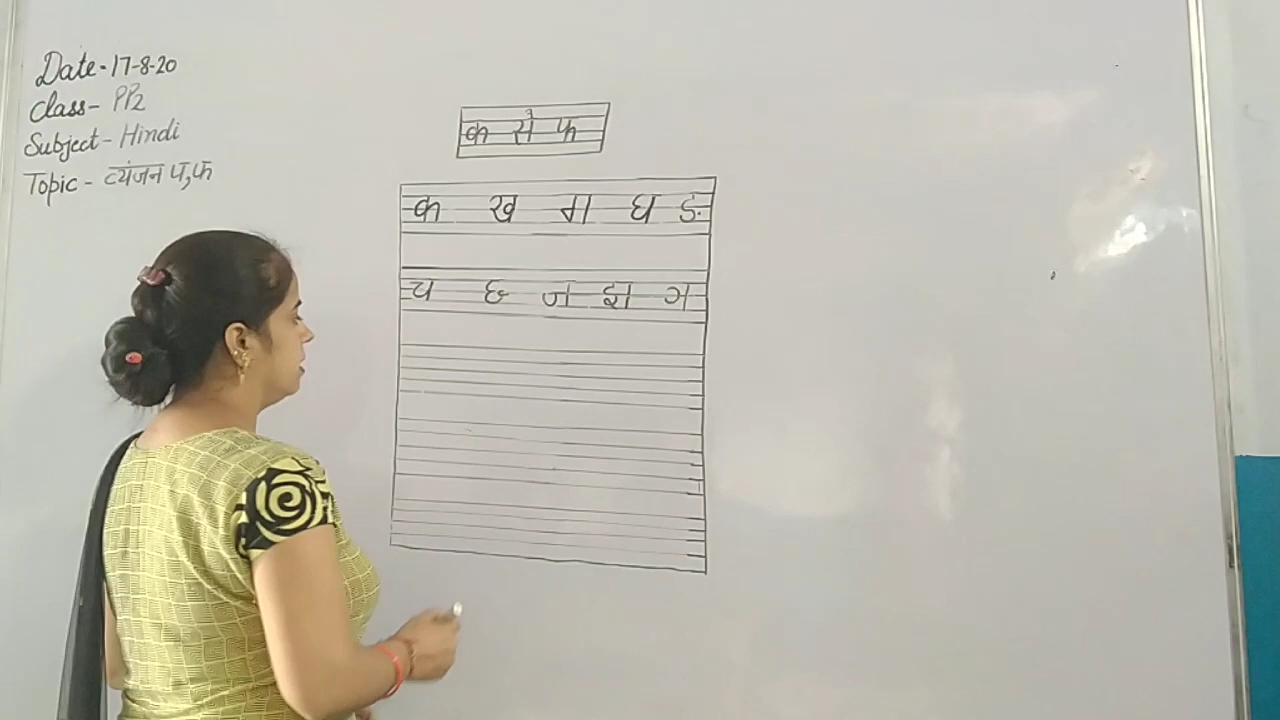 Date-17-8-20
Class- PP2
Subject- Hindi
Topic- व्यंजन प,फ
क से फ
क ख ग घ ङ
च छ ज झ ञ